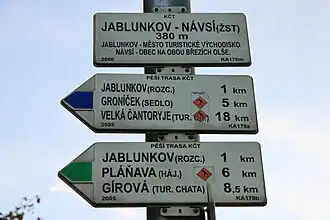 KČT
JABLUNKOV - NÁVSÍ(ŽST)
380 m
JABLUNKOV - MĚSTO TURISTICKÉ VÝCHODISKO.
NÁVSÍ - OBEC NA OBOU BŘEZÍCH OLŠE.
2006 KA179m
PĚŠÍ TRASA KČT
JABLUNKOV (ROZC.) 1 km
GRONÍČEK (SEDLO) 5 km
VELKÁ ČANTORYJE (TUR. CH.) 18 km
2005 KA179a
PĚŠÍ TRASA KČT
JABLUNKOV (ROZC.) 1 km
PLÁŇAVA (HÁJ.) 6 km
GÍROVÁ (TUR. CHATA) 8,5 km
2005 KA179b